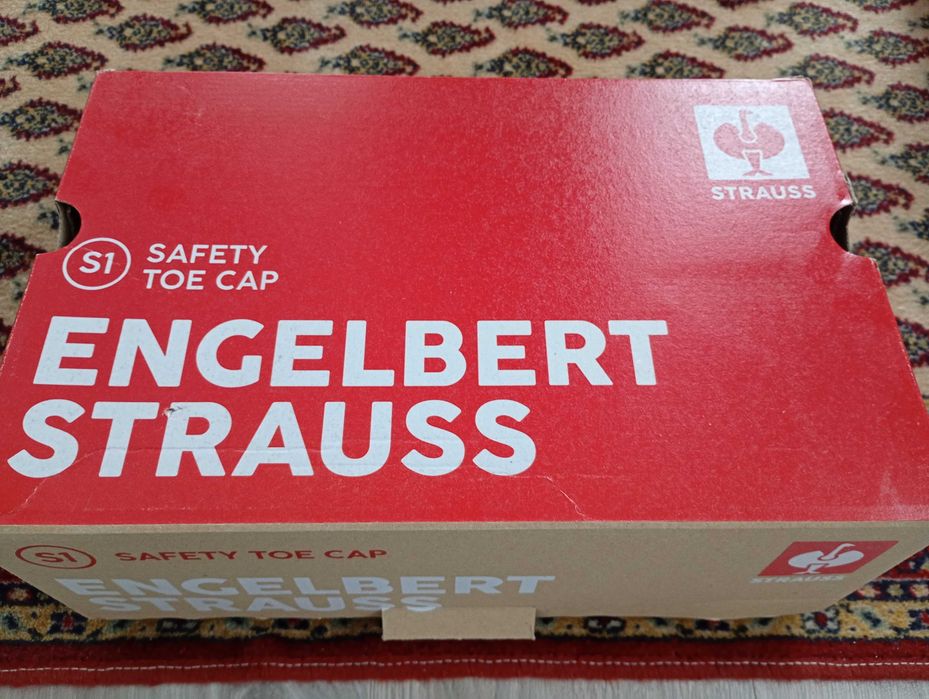 STRAUSS
S1 SAFETY
TOE CAP
ENGELBERT
STRAUSS
S1 SAFETY TOE CAP
STRAUSS
ENGELBERT
STRAUSS